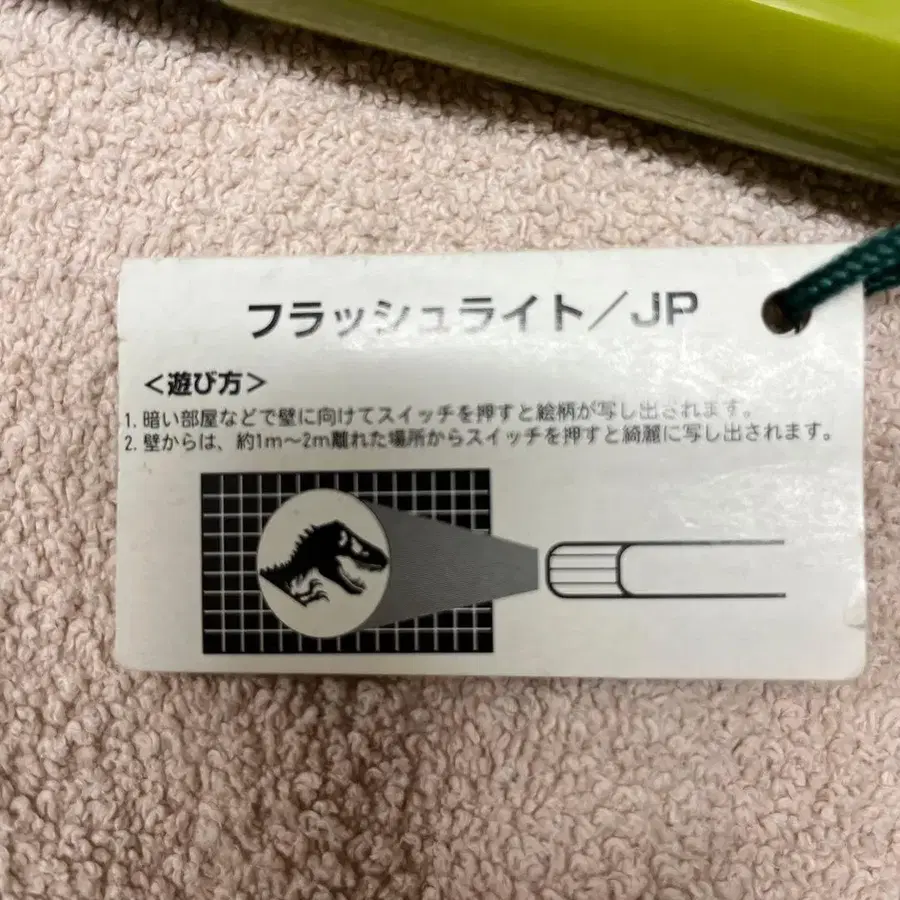 フラッシュライト/JP
<遊び方>
1. 暗い部屋などで壁に向けてスイッチを押すと絵柄が写し出されます。
2. 壁からは、約1m～2m離れた場所からスイッチを押すと綺麗に写し出されます。